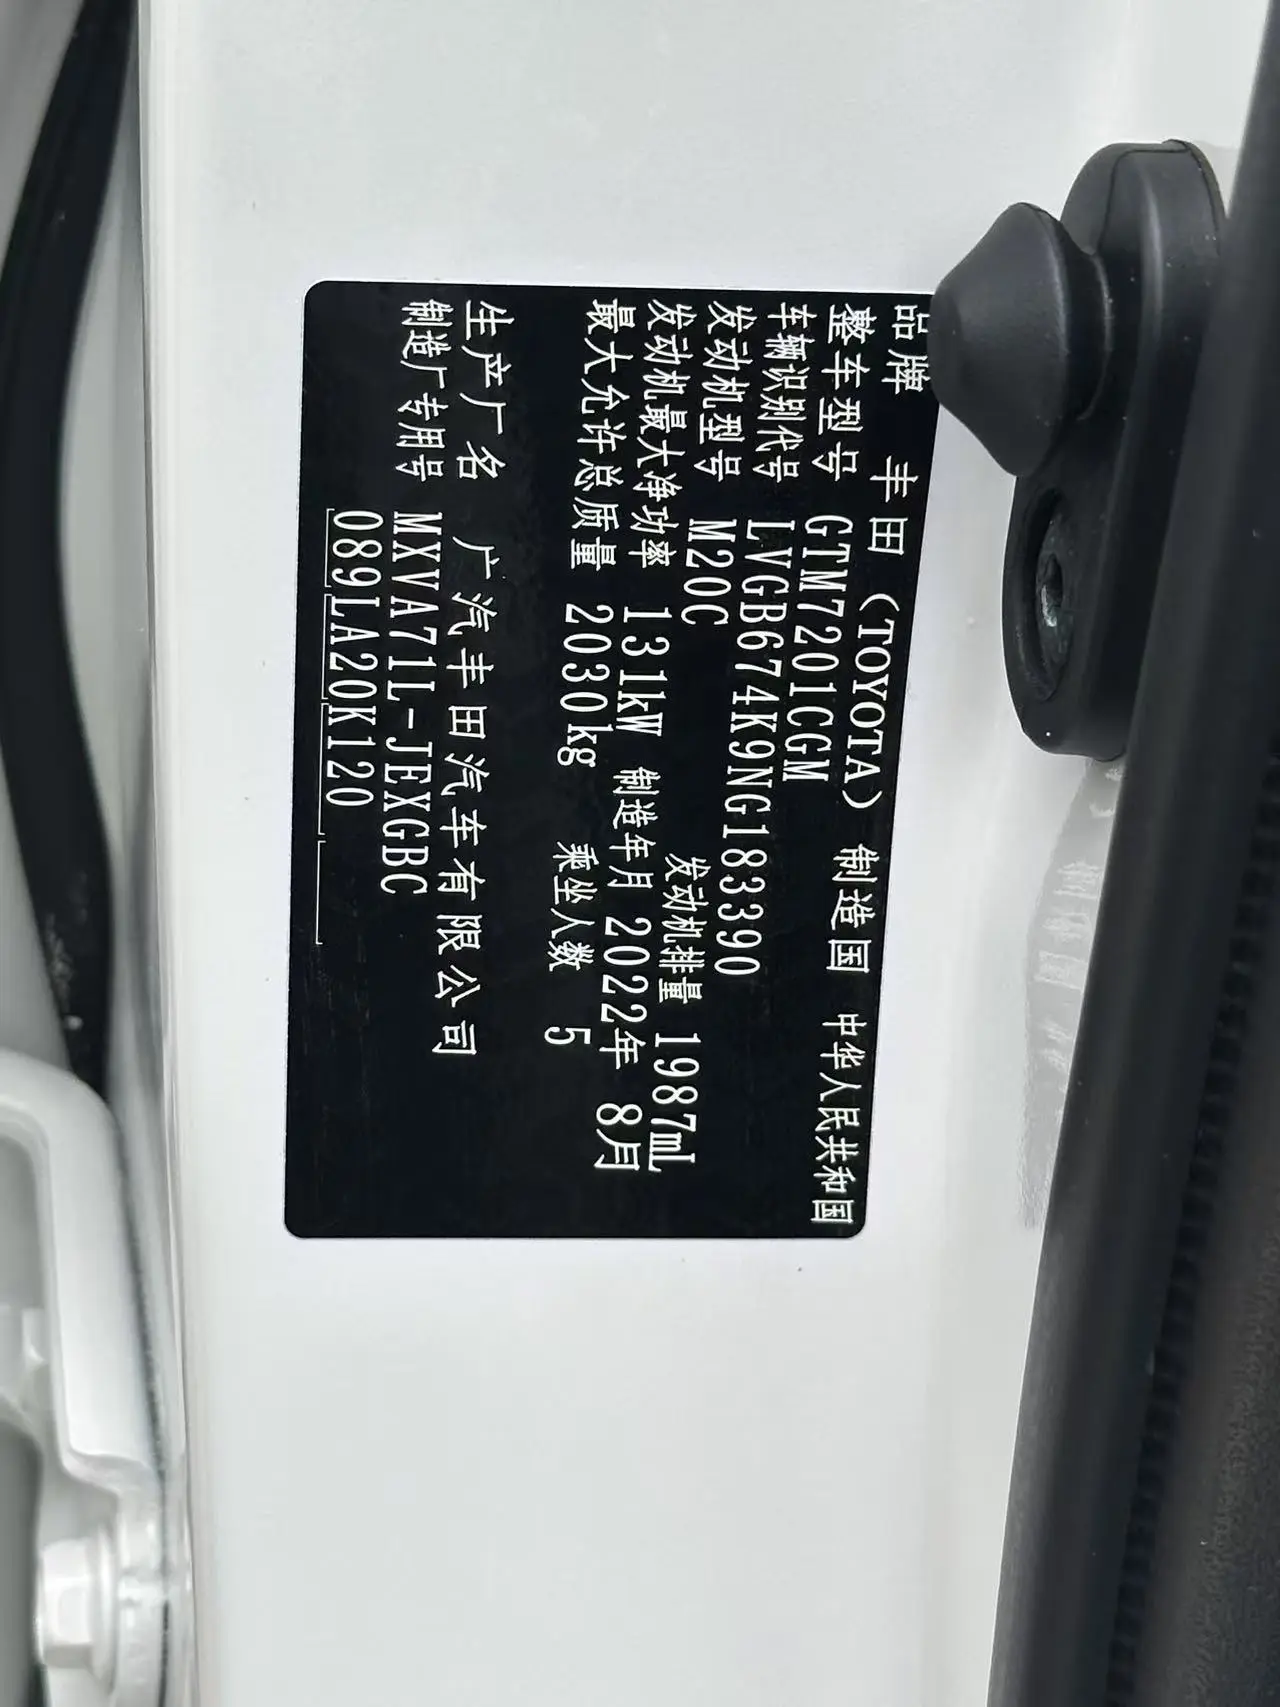 品牌 丰田（TOYOTA） 制造国 中华人民共和国
整车型号 GTM7201CGM
车辆识别代号 LVGB674K9NG183390
发动机型号 M20C 发动机排量 1987mL
发动机最大净功率 131kW 制造年月 2022年 8月
最大允许总质量 2030kg 乘坐人数 5
生产厂名 广汽丰田汽车有限公司
制造厂专用号 MXVA71L-JEXGBC
089LA20K120